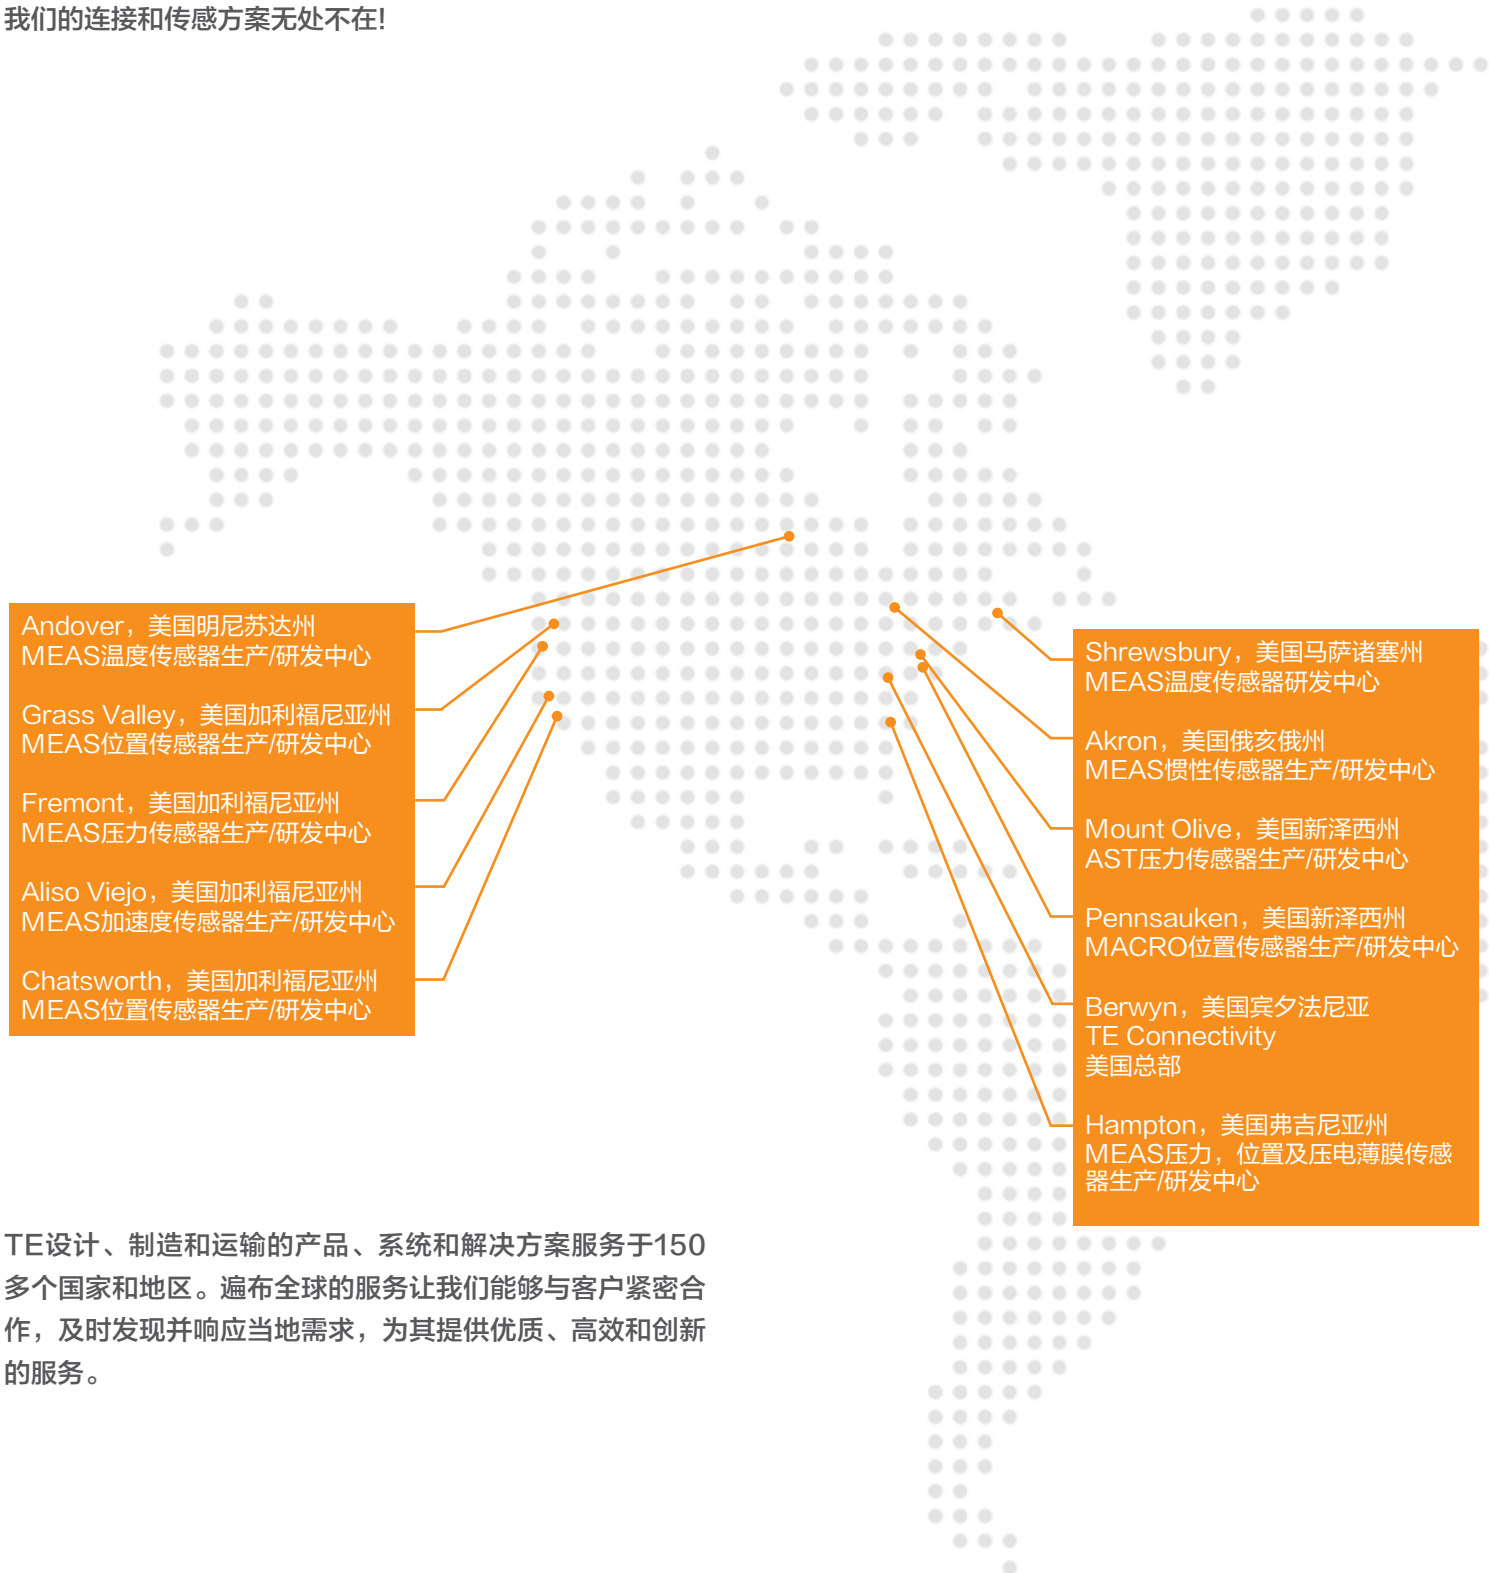 我们的连接和传感方案无处不在!
Andover，美国明尼苏达州
MEAS温度传感器生产/研发中心
Grass Valley，美国加利福尼亚州
MEAS位置传感器生产/研发中心
Fremont，美国加利福尼亚州
MEAS压力传感器生产/研发中心
Aliso Viejo，美国加利福尼亚州
MEAS加速度传感器生产/研发中心
Chatsworth，美国加利福尼亚州
MEAS位置传感器生产/研发中心
Shrewsbury，美国马萨诸塞州
MEAS温度传感器研发中心
Akron，美国俄亥俄州
MEAS惯性传感器生产/研发中心
Mount Olive，美国新泽西州
AST压力传感器生产/研发中心
Pennsauken，美国新泽西州
MACRO位置传感器生产/研发中心
Berwyn，美国宾夕法尼亚
TE Connectivity
美国总部
Hampton，美国弗吉尼亚州
MEAS压力，位置及压电薄膜传感
器生产/研发中心
TE设计、制造和运输的产品、系统和解决方案服务于150
多个国家和地区。遍布全球的服务让我们能够与客户紧密合
作，及时发现并响应当地需求，为其提供优质、高效和创新
的服务。